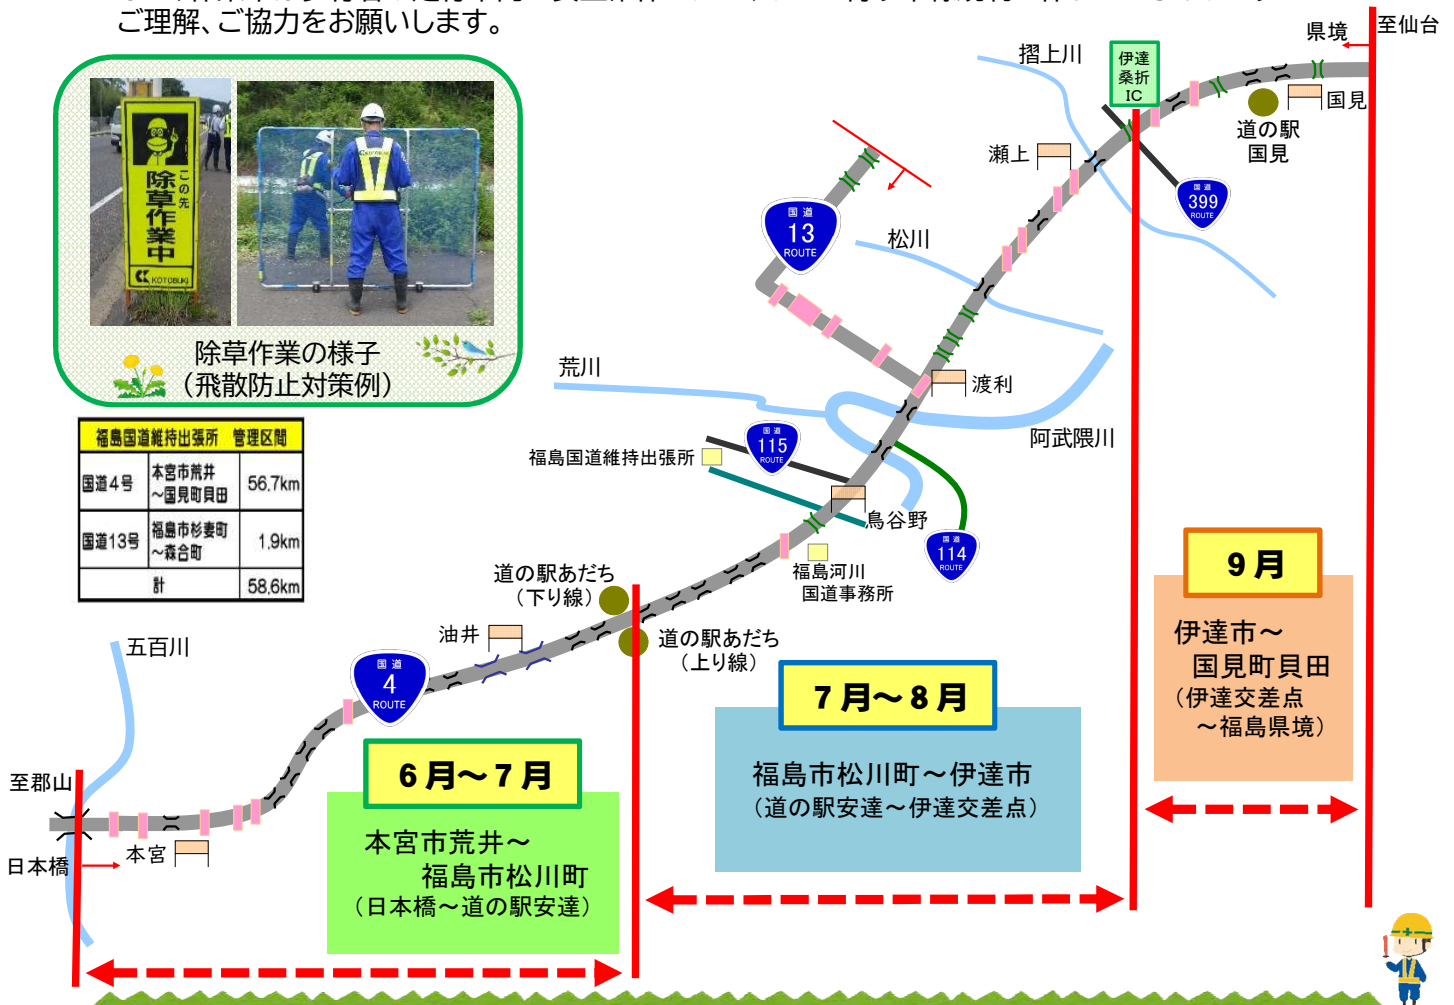 ご理解、ご協力をお願いします。
この先
除草作業中
KOTOBUKI
除草作業の様子
（飛散防止対策例）
福島国道維持出張所 管理区間
国道4号 本宮市荒井～国見町貝田 56.7km
国道13号 福島市杉妻町～森合町 1.9km
計 58.6km
県境
至仙台
摺上川
伊達
桑折
IC
国見
道の駅
国見
瀬上
国道
399
ROUTE
国道
13
ROUTE
松川
荒川
渡利
阿武隈川
国道
115
ROUTE
福島国道維持出張所
鳥谷野
国道
114
ROUTE
福島河川
国道事務所
道の駅あだち
（下り線）
道の駅あだち
（上り線）
油井
五百川
国道
4
ROUTE
至郡山
日本橋
本宮
6月～7月
本宮市荒井～
福島市松川町
（日本橋～道の駅安達）
7月～8月
福島市松川町～伊達市
（道の駅安達～伊達交差点）
9月
伊達市～
国見町貝田
（伊達交差点
～福島県境）